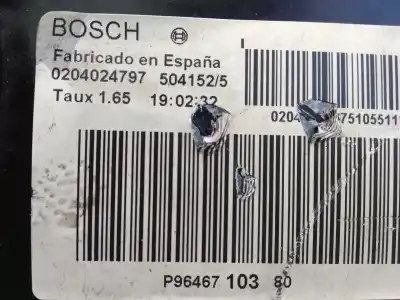 BOSCH
Fabricado en España
0204024797 504152/5
Taux 1.65 19:02:32
P96467 103 80